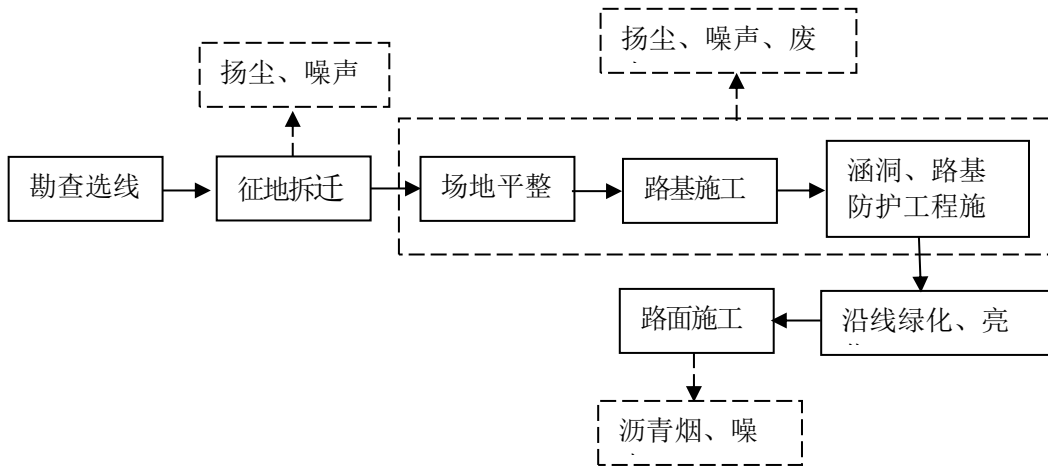 扬尘、噪声、废
扬尘、噪声
勘查选线
征地拆迁
场地平整
路基施工
涵洞、路基
防护工程施
沿线绿化、亮
路面施工
沥青烟、噪